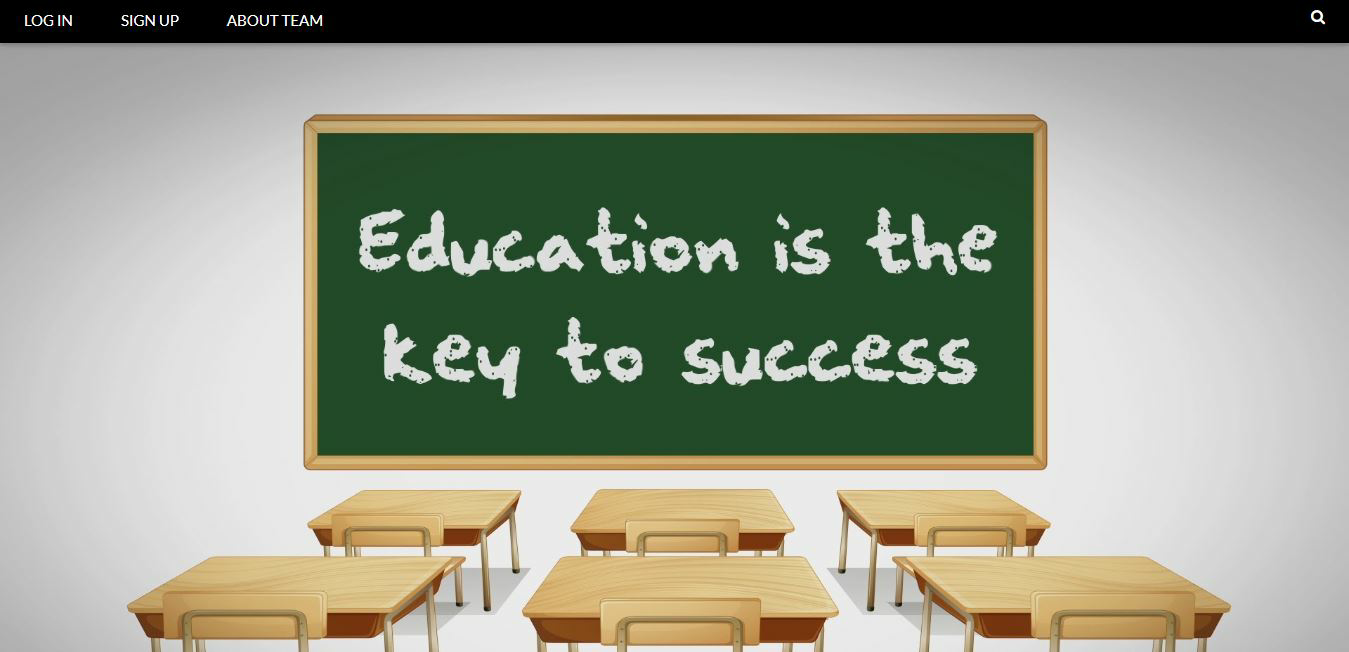 LOG IN SIGN UP ABOUT TEAM
Education is the
key to success